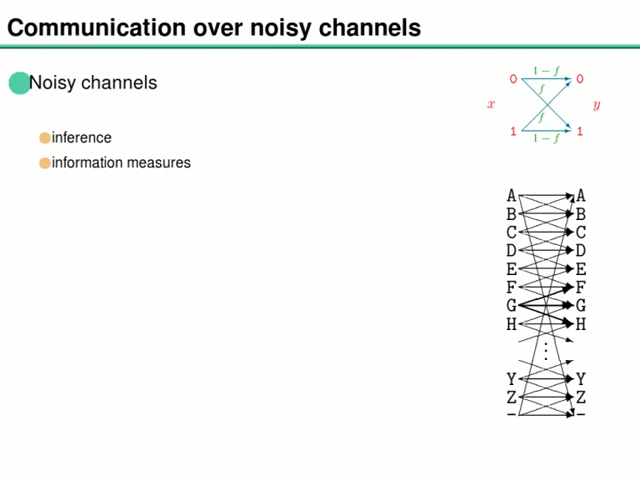 Communication over noisy channels
Noisy channels
inference
information measures
1 − f
0 0
f
x y
f
1 1
1 − f
A A
B B
C C
D D
E E
F F
G G
H H
⋮
Y Y
Z Z
- -